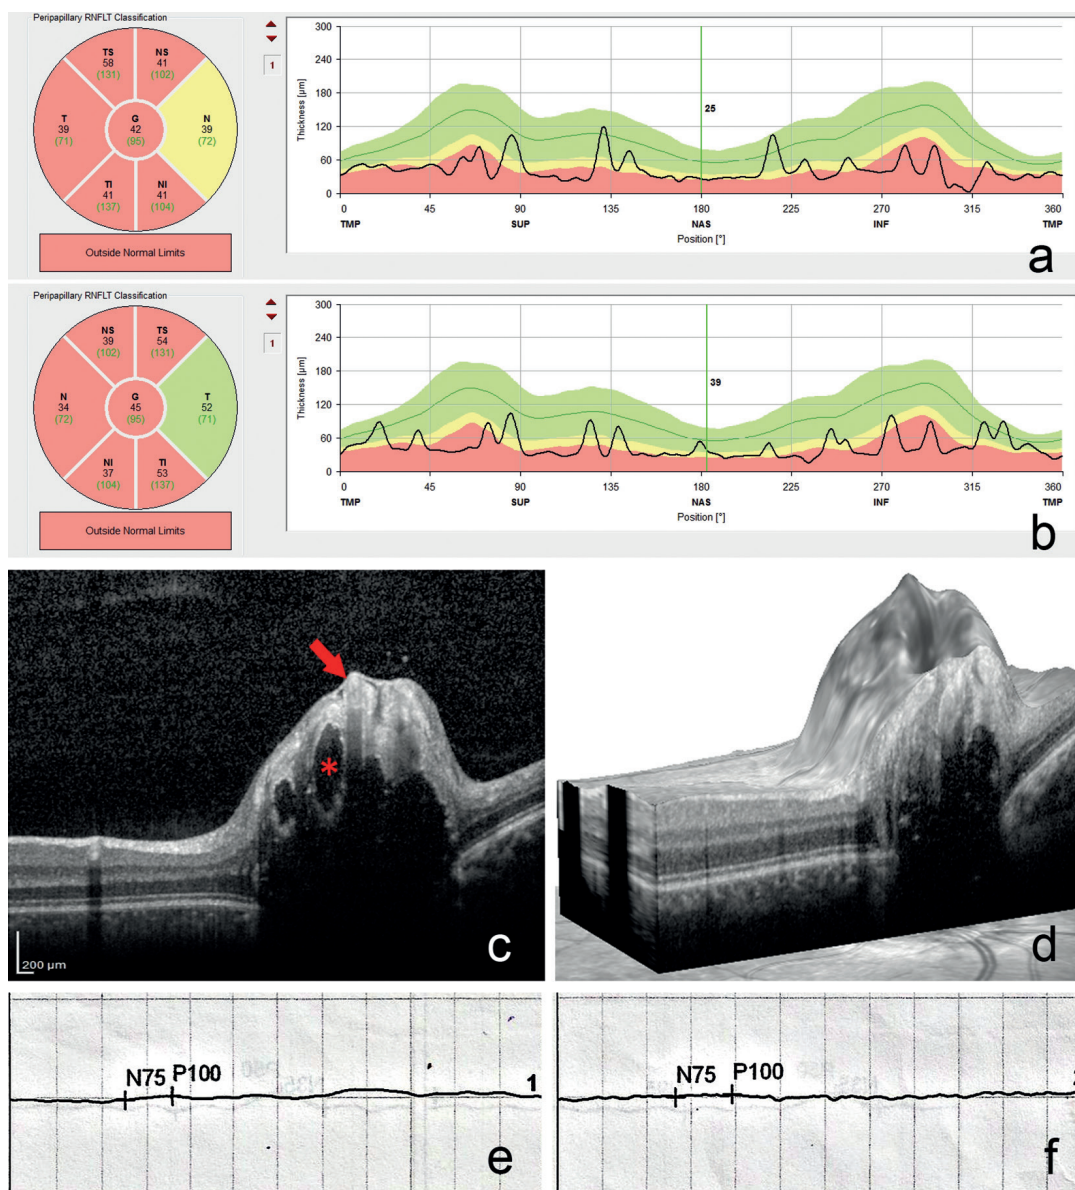 Peripapillary RNFLT Classification
TS
58
(131)
NS
41
(102)
T
39
(71)
G
42
(95)
N
39
(72)
TI
41
(137)
NI
41
(104)
Outside Normal Limits
1
Thickness [µm]
300
240
180
120
60
0
25
0 45 90 135 180 225 270 315 360
TMP SUP NAS INF TMP
Position [°]
a
Peripapillary RNFLT Classification
NS
39
(102)
TS
54
(131)
N
34
(72)
G
45
(95)
T
52
(71)
NI
37
(104)
TI
53
(137)
Outside Normal Limits
1
Thickness [µm]
300
240
180
120
60
0
39
0 45 90 135 180 225 270 315 360
TMP SUP NAS INF TMP
Position [°]
b
*
200 µm
c
d
N75 P100
1
e
N75 P100
f